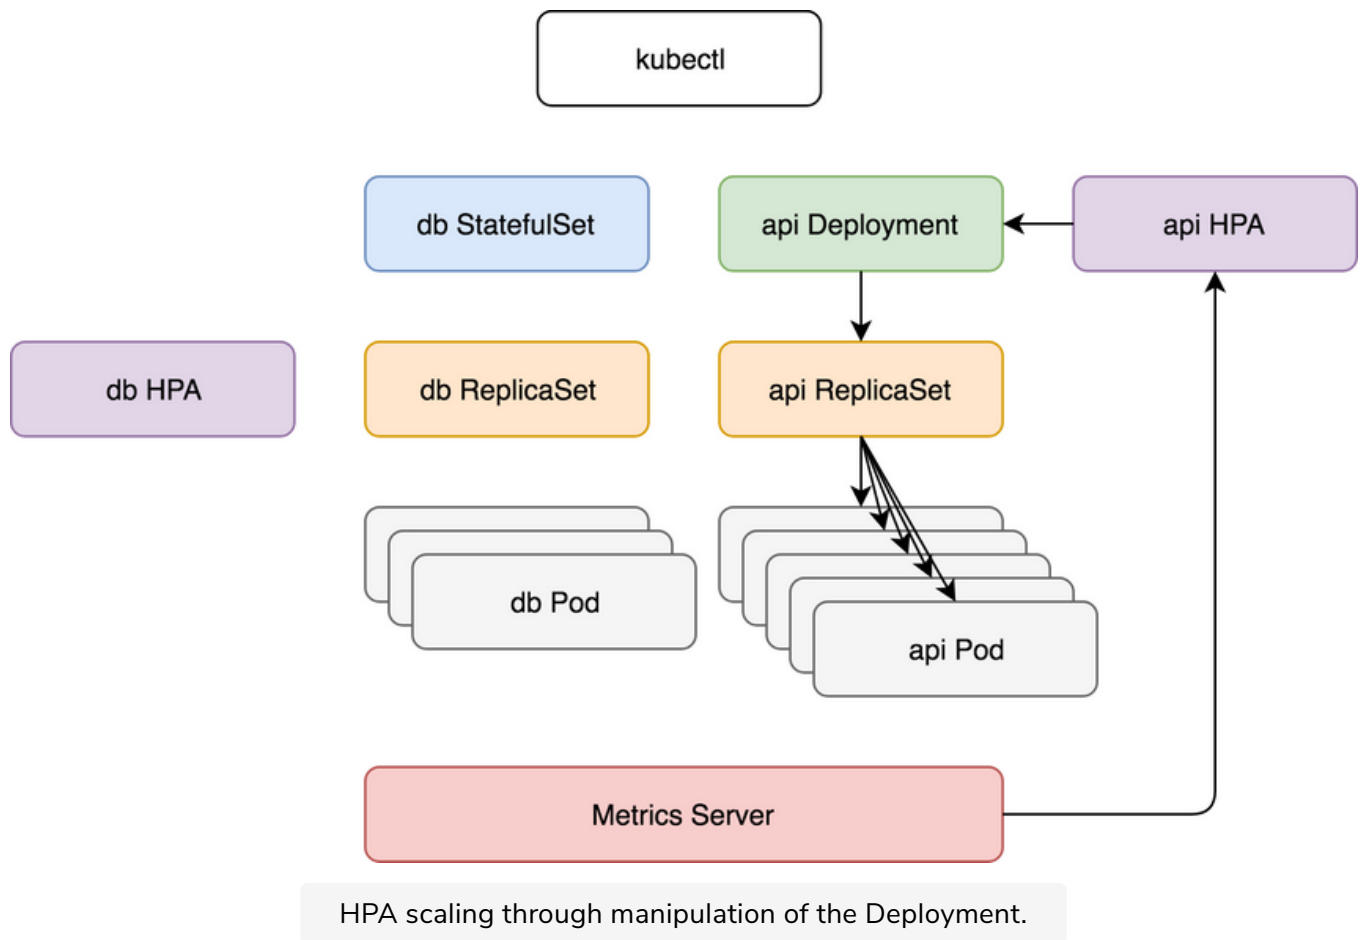 kubectl
db StatefulSet
api Deployment
api HPA
db HPA
db ReplicaSet
api ReplicaSet
db Pod
api Pod
Metrics Server
HPA scaling through manipulation of the Deployment.